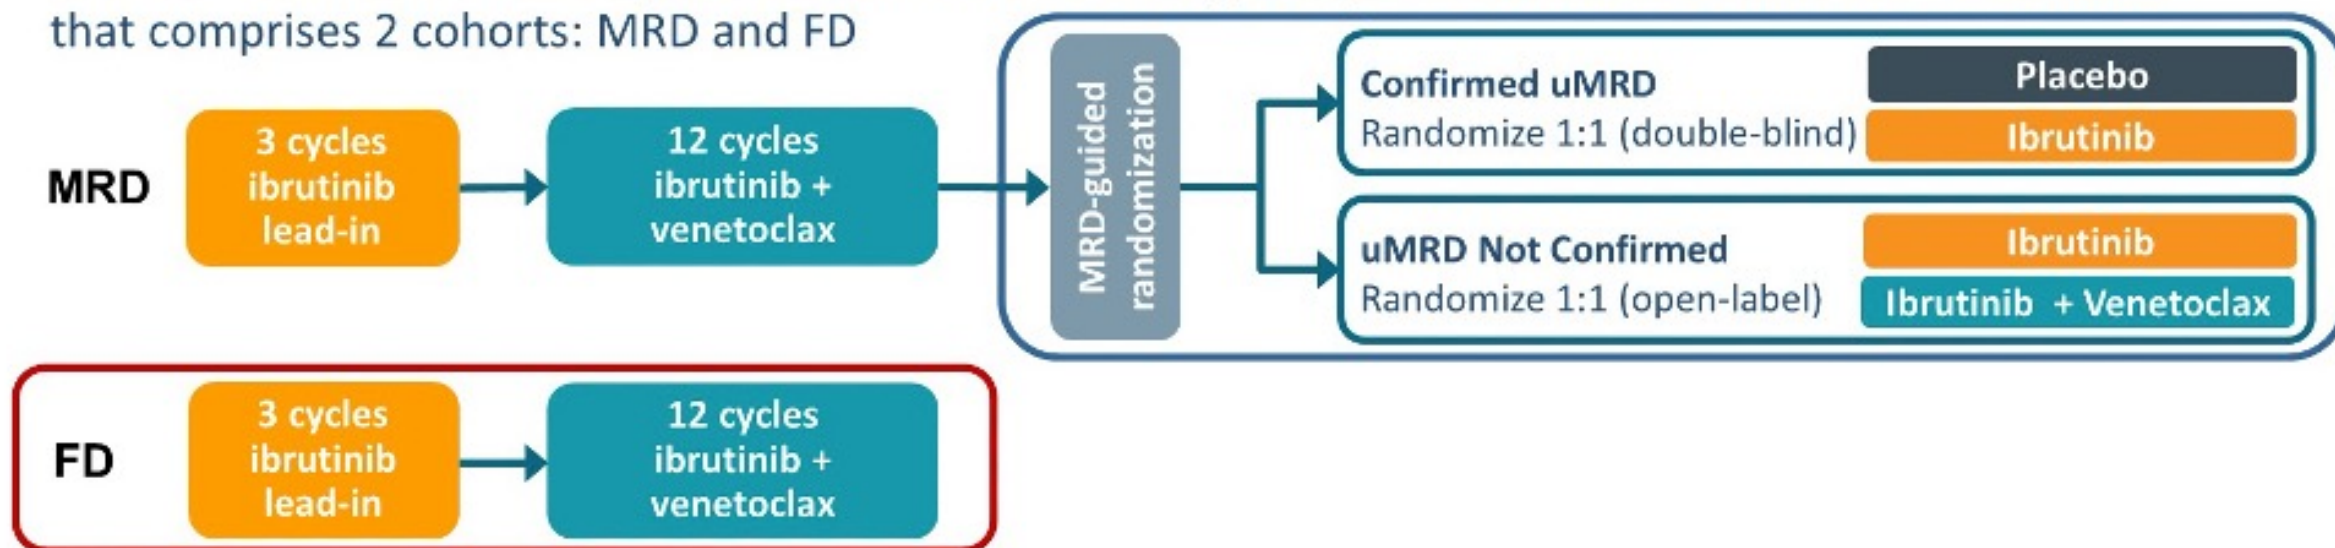 that comprises 2 cohorts: MRD and FD
MRD
3 cycles
ibrutinib
lead-in
12 cycles
ibrutinib +
venetoclax
MRD-guided
randomization
Confirmed uMRD
Randomize 1:1 (double-blind)
Placebo
Ibrutinib
uMRD Not Confirmed
Randomize 1:1 (open-label)
Ibrutinib
Ibrutinib + Venetoclax
FD
3 cycles
ibrutinib
lead-in
12 cycles
ibrutinib +
venetoclax